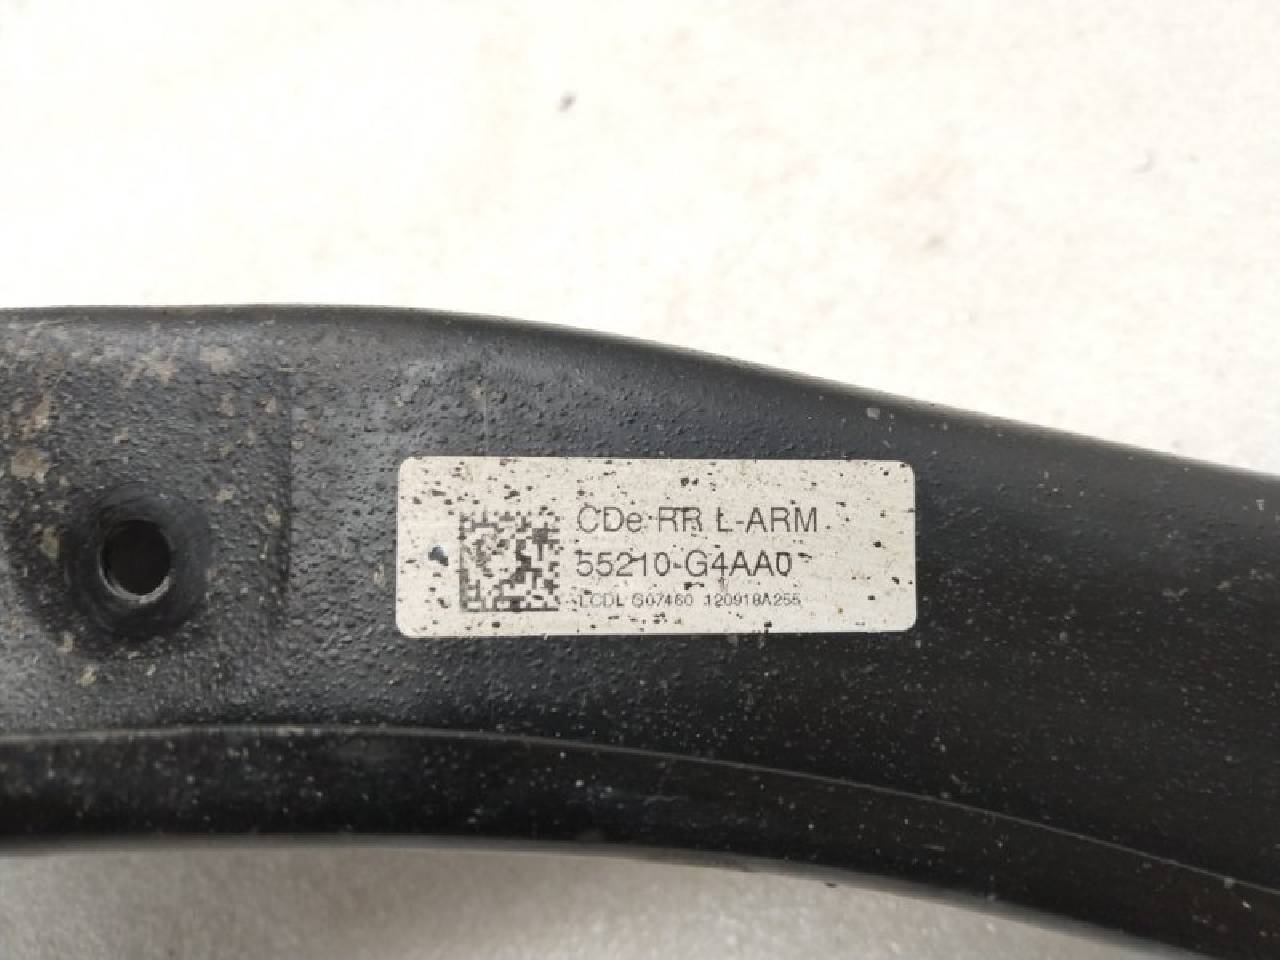 CDe RR L-ARM
55210-G4AA0
LCDL G07460 120918A255